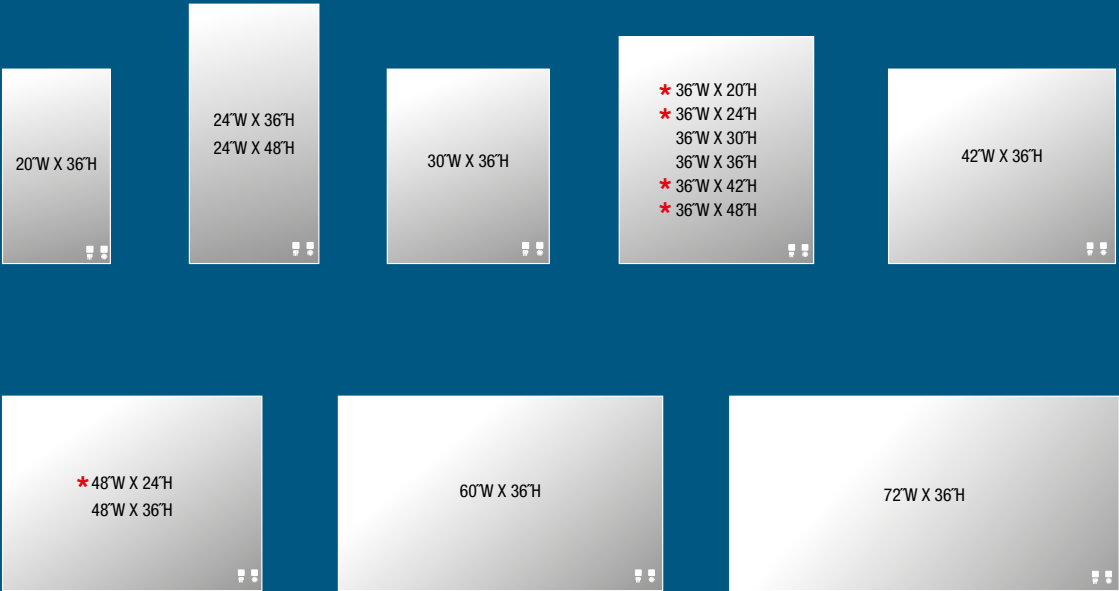 20˝W X 36˝H
24˝W X 36˝H
24˝W X 48˝H
30˝W X 36˝H
* 36˝W X 20˝H
* 36˝W X 24˝H
36˝W X 30˝H
36˝W X 36˝H
* 36˝W X 42˝H
* 36˝W X 48˝H
42˝W X 36˝H
* 48˝W X 24˝H
48˝W X 36˝H
60˝W X 36˝H
72˝W X 36˝H